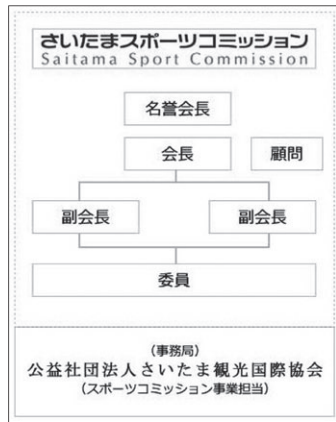 さいたまスポーツコミッション
Saitama Sport Commission
名誉会長
会長 顧問
副会長 副会長
委員
(事務局)
公益社団法人さいたま観光国際協会
(スポーツコミッション事業担当)